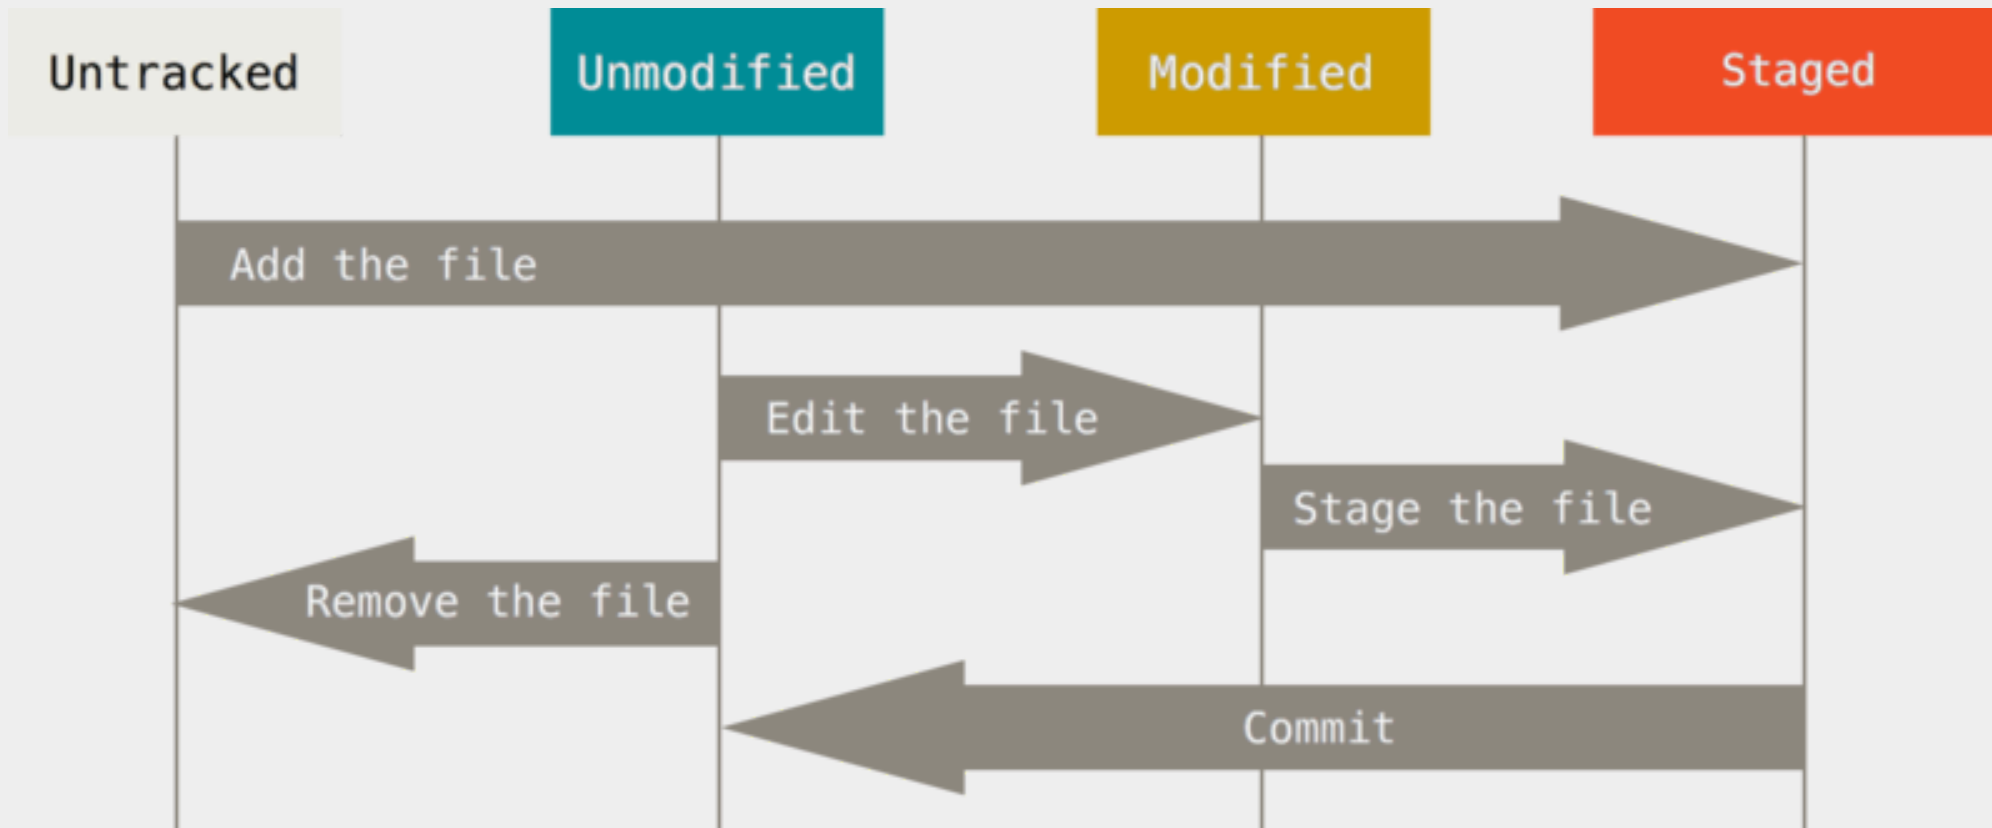 Untracked
Unmodified
Modified
Staged
Add the file
Edit the file
Stage the file
Remove the file
Commit